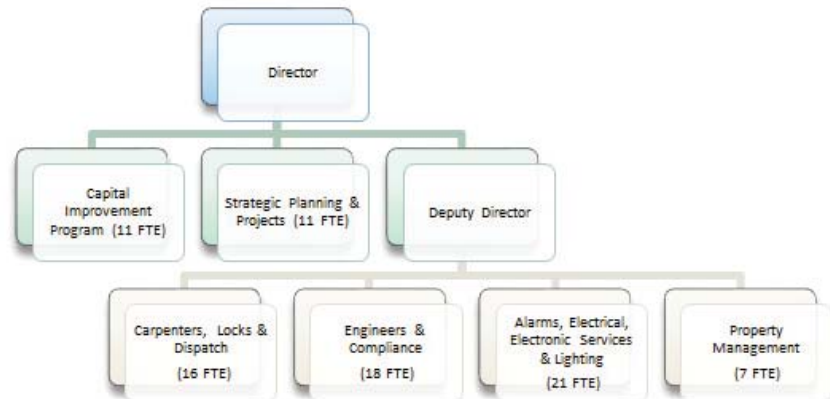 Director
Capital
Improvement
Program (11 FTE)
Strategic Planning &
Projects (11 FTE)
Deputy Director
Carpenters, Locks &
Dispatch
(16 FTE)
Engineers &
Compliance
(18 FTE)
Alarms, Electrical,
Electronic Services
& Lighting
(21 FTE)
Property
Management
(7 FTE)